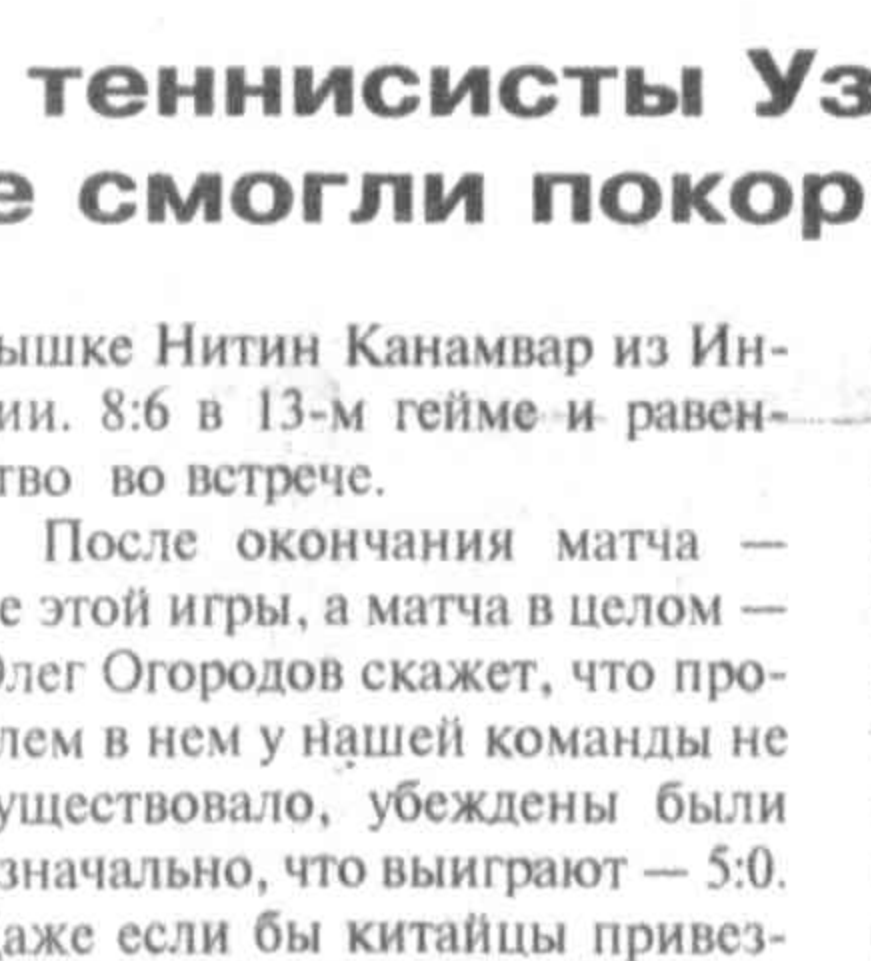 теннисисты Уз
е смогли покор
ышке Нитин Канамвар из Ин-
ии. 8:6 в 13-м гейме и равен-
тво во встрече.
После окончания матча —
е этой игры, а матча в целом —
Олег Огородов скажет, что про-
лем в нем у нашей команды не
уществовало, убеждены были
значально, что выиграют — 5:0.
даже если бы китайцы привез-